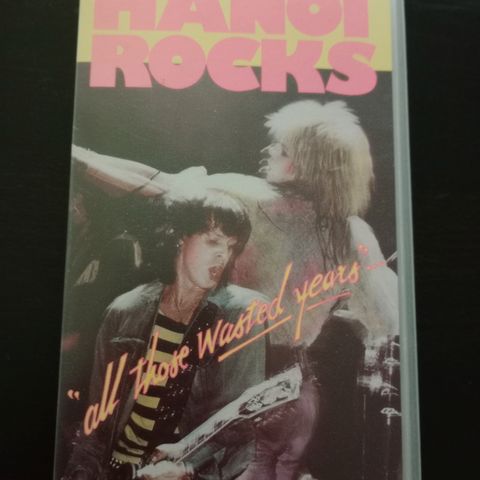 HANOI
ROCKS
"all those wasted years"